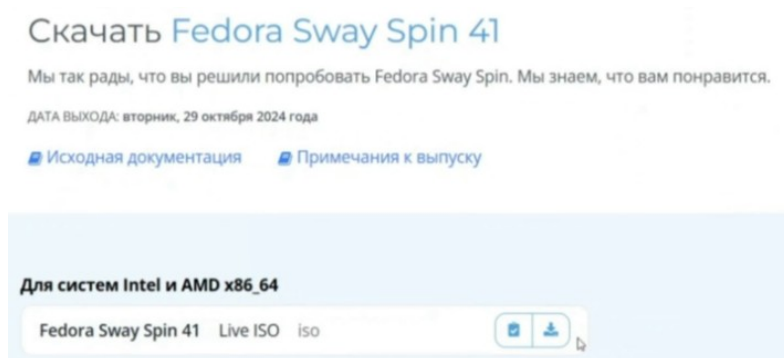 Скачать Fedora Sway Spin 41
Мы так рады, что вы решили попробовать Fedora Sway Spin. Мы знаем, что вам понравится.
ДАТА ВЫХОДА: вторник, 29 октября 2024 года
Исходная документация Примечания к выпуску
Для систем Intel и AMD x86_64
Fedora Sway Spin 41 Live ISO iso